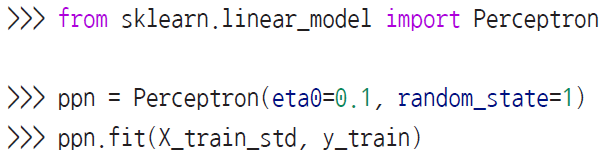 >>> from sklearn.linear_model import Perceptron
>>> ppn = Perceptron(eta0=0.1, random_state=1)
>>> ppn.fit(X_train_std, y_train)